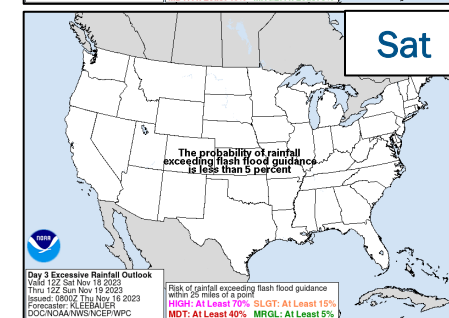 Sat
The probability of rainfall
exceeding flash flood guidance
is less than 5 percent
NOAA
Day 3 Excessive Rainfall Outlook
Valid 12Z Sat Nov 18 2023
Thru 12Z Sun Nov 19 2023
Issued: 0800Z Thu Nov 16 2023
Forecaster: KLEEBAUER
DOC/NOAA/NWS/NCEP/WPC
Risk of rainfall exceeding flash flood guidance
within 25 miles of a point
HIGH: At Least 70% SLGT: At Least 15%
MDT: At Least 40% MRGL: At Least 5%